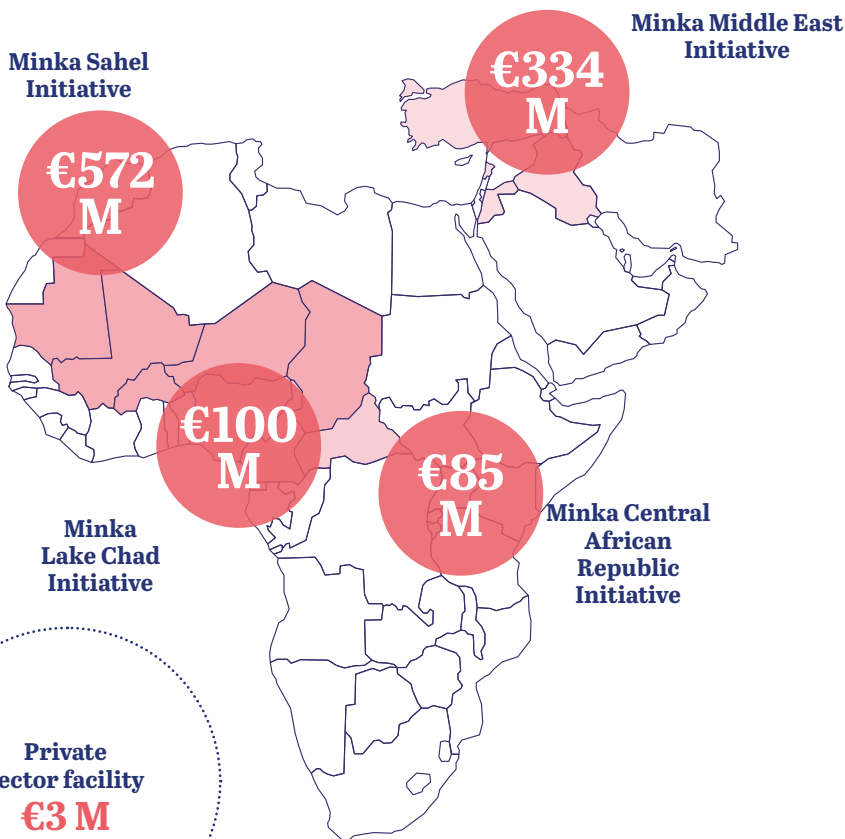 Minka Middle East
Initiative
€334
M
Minka Sahel
Initiative
€572
M
€100
M
Minka
Lake Chad
Initiative
€85
M
Minka Central
African
Republic
Initiative
Private
ector facility
€3 M